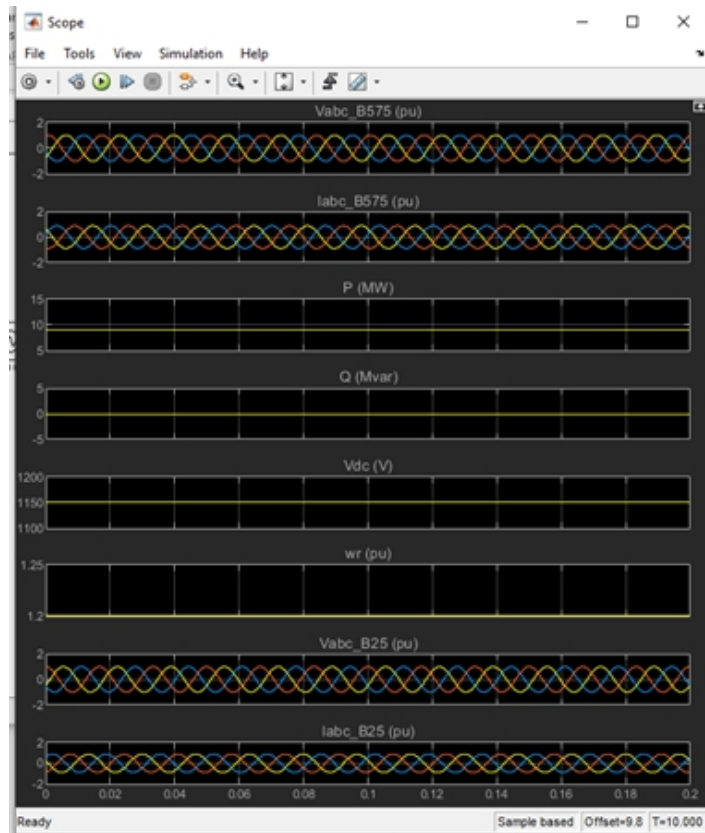 Scope
File Tools View Simulation Help
Vabc_B575 (pu)
2
0
-2
Iabc_B575 (pu)
2
0
-2
P (MW)
15
10
5
Q (Mvar)
5
0
-5
Vdc (V)
1200
1150
1100
wr (pu)
1.25
1.2
Vabc_B25 (pu)
2
0
-2
Iabc_B25 (pu)
2
0
-2
0 0.02 0.04 0.06 0.08 0.1 0.12 0.14 0.16 0.18 0.2
Ready Sample based Offset=9.8 T=10.000